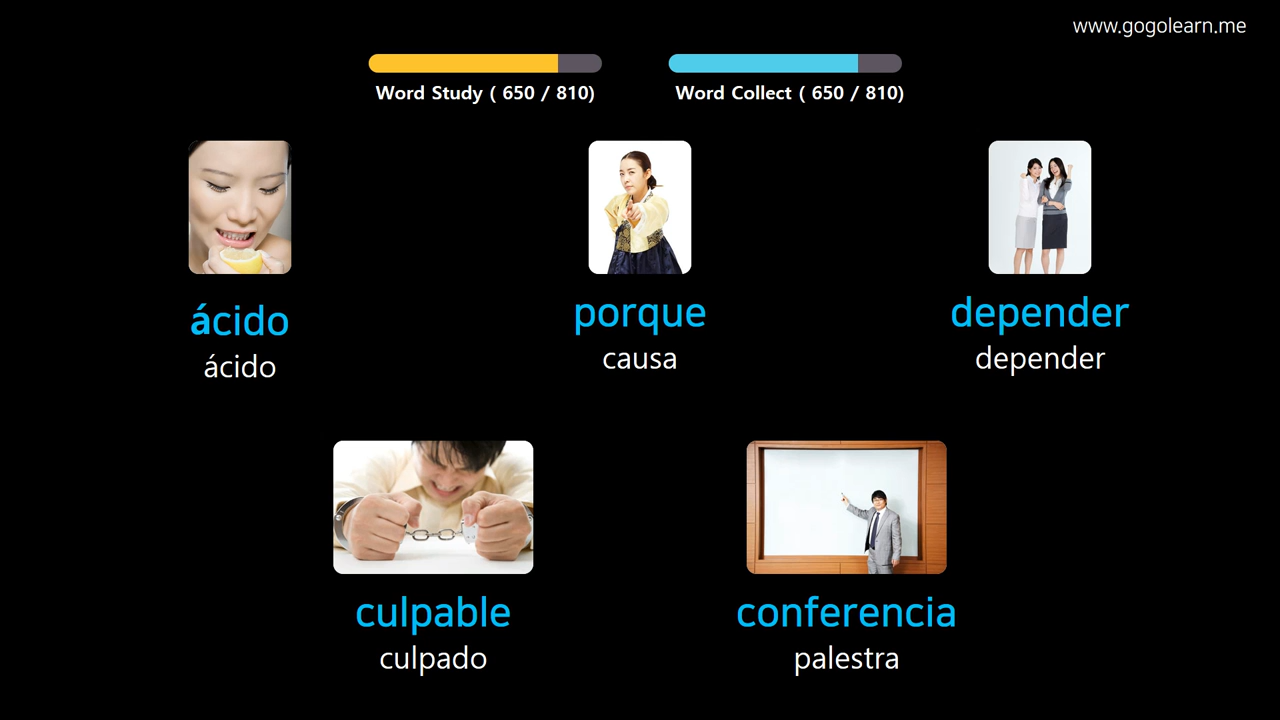 www.gogolearn.me
Word Study ( 650 / 810)
Word Collect ( 650 / 810)
ácido
ácido
porque
causa
depender
depender
culpable
culpado
conferencia
palestra